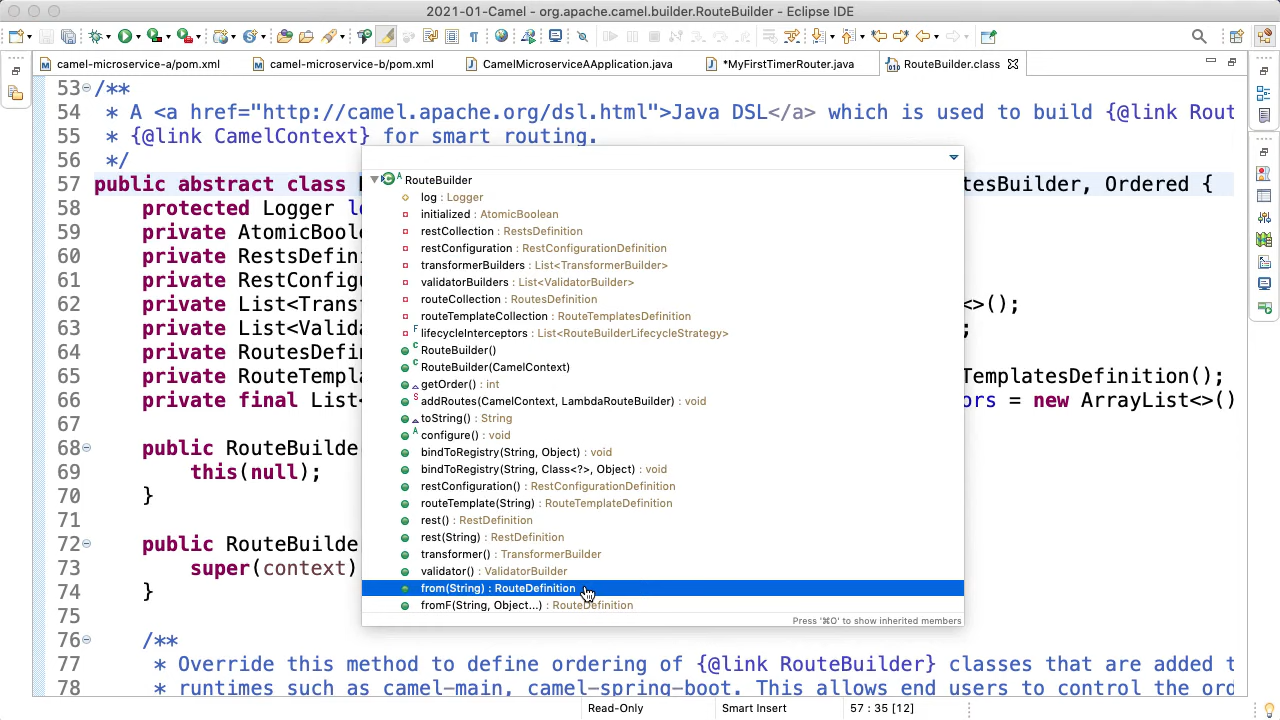 2021-01-Camel - org.apache.camel.builder.RouteBuilder - Eclipse IDE
camel-microservice-a/pom.xml
camel-microservice-b/pom.xml
CamelMicroserviceAApplication.java
*MyFirstTimerRouter.java
RouteBuilder.class
53 /**
54 * A <a href="http://camel.apache.org/dsl.html">Java DSL</a> which is used to build {@link Rout
55 * {@link CamelContext} for smart routing.
56 */
57 public abstract class tesBuilder, Ordered {
58 protected Logger lo
59 private AtomicBoole
60 private RestsDefini
61 private RestConfigu
62 private List<Transf <>();
63 private List<Valida ;
64 private RoutesDefin
65 private RouteTempla TemplatesDefinition();
66 private final List< ors = new ArrayList<>()
67
68 public RouteBuilde
69 this(null);
70 }
71
72 public RouteBuilde
73 super(context)
74 }
75
76 /**
77 * Override this method to define ordering of {@link RouteBuilder} classes that are added t
78 * runtimes such as camel-main, camel-spring-boot. This allows end users to control the ord
RouteBuilder
log : Logger
initialized : AtomicBoolean
restCollection : RestsDefinition
restConfiguration : RestConfigurationDefinition
transformerBuilders : List<TransformerBuilder>
validatorBuilders : List<ValidatorBuilder>
routeCollection : RoutesDefinition
routeTemplateCollection : RouteTemplatesDefinition
lifecycleInterceptors : List<RouteBuilderLifecycleStrategy>
RouteBuilder()
RouteBuilder(CamelContext)
getOrder() : int
addRoutes(CamelContext, LambdaRouteBuilder) : void
toString() : String
configure() : void
bindToRegistry(String, Object) : void
bindToRegistry(String, Class<?>, Object) : void
restConfiguration() : RestConfigurationDefinition
routeTemplate(String) : RouteTemplateDefinition
rest() : RestDefinition
rest(String) : RestDefinition
transformer() : TransformerBuilder
validator() : ValidatorBuilder
from(String) : RouteDefinition
fromF(String, Object...) : RouteDefinition
Press '⌘O' to show inherited members
Read-Only
Smart Insert
57 : 35 [12]